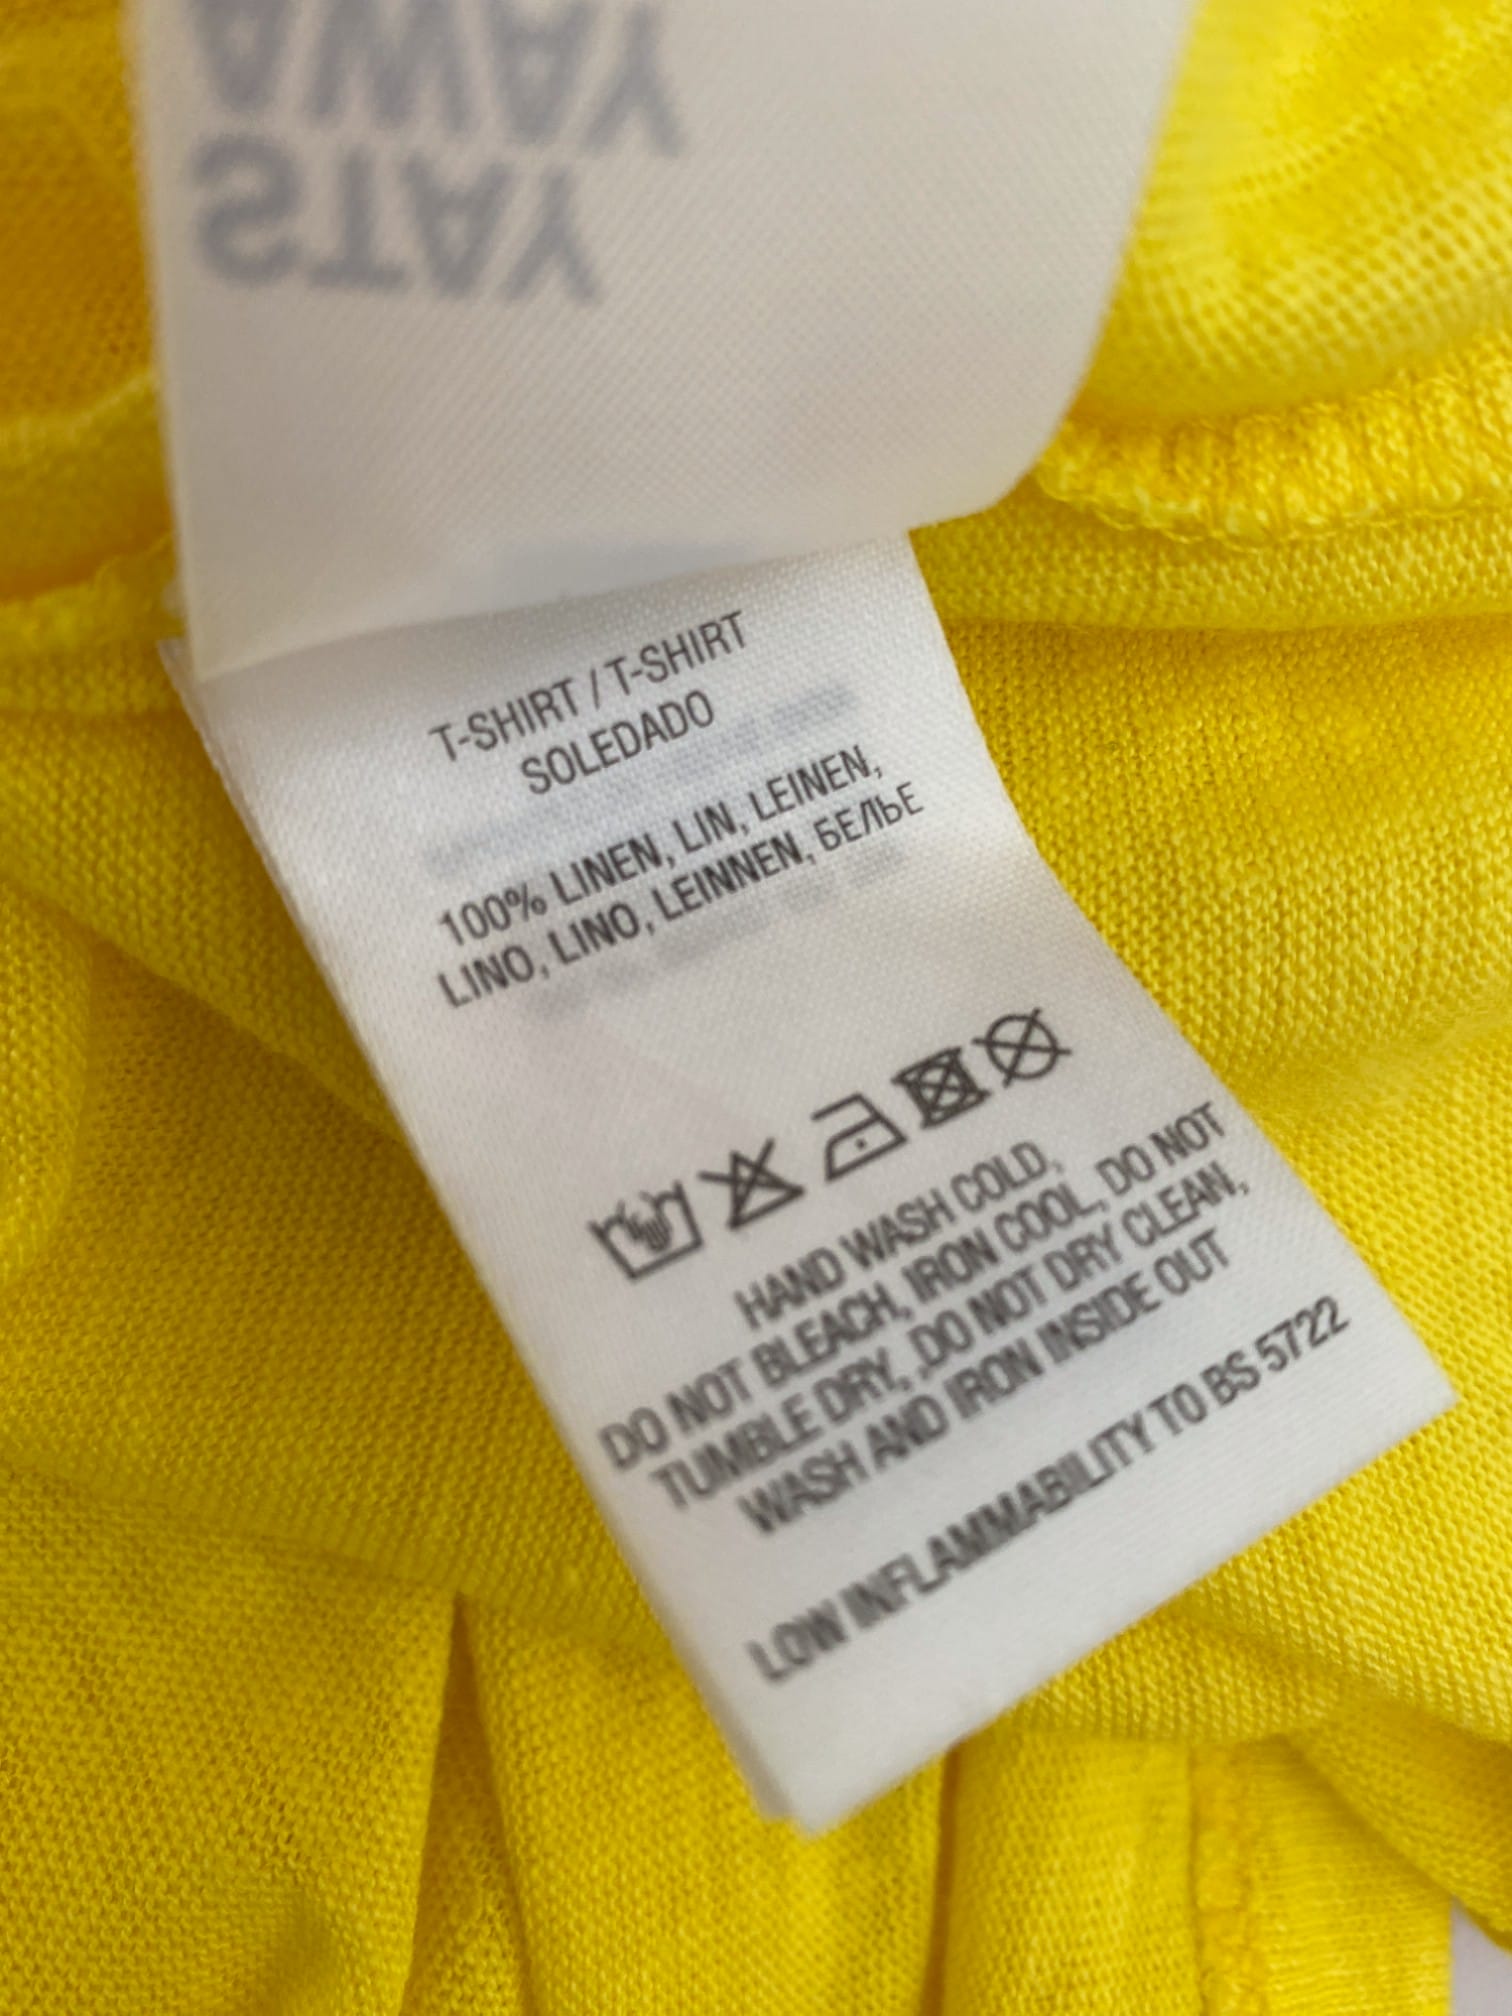 STAY
AWA
T-SHIRT / T-SHIRT
SOLEDADO
100% LINEN, LIN, LEINEN,
LINO, LINO, LEINNEN, БЕЛЬЕ
HAND WASH COLD,
DO NOT BLEACH, IRON COOL, DO NOT
TUMBLE DRY, ,DO NOT DRY CLEAN,
WASH AND IRON INSIDE OUT
LOW INFLAMMABILITY TO BS 5722